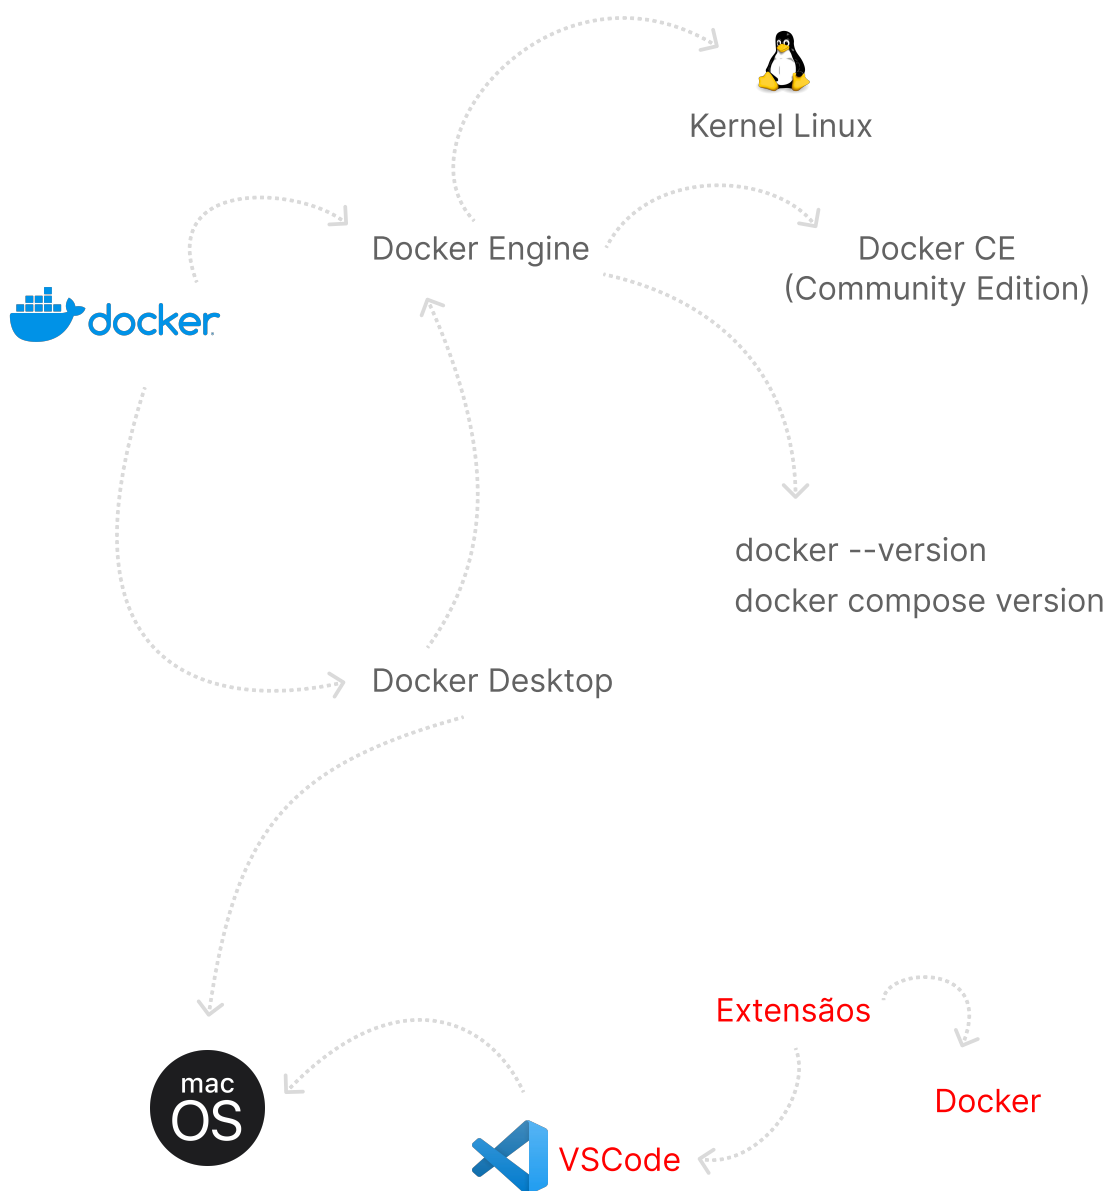 Kernel Linux
Docker Engine
Docker CE
(Community Edition)
docker
docker --version
docker compose version
Docker Desktop
Extensãos
mac
OS
Docker
VSCode